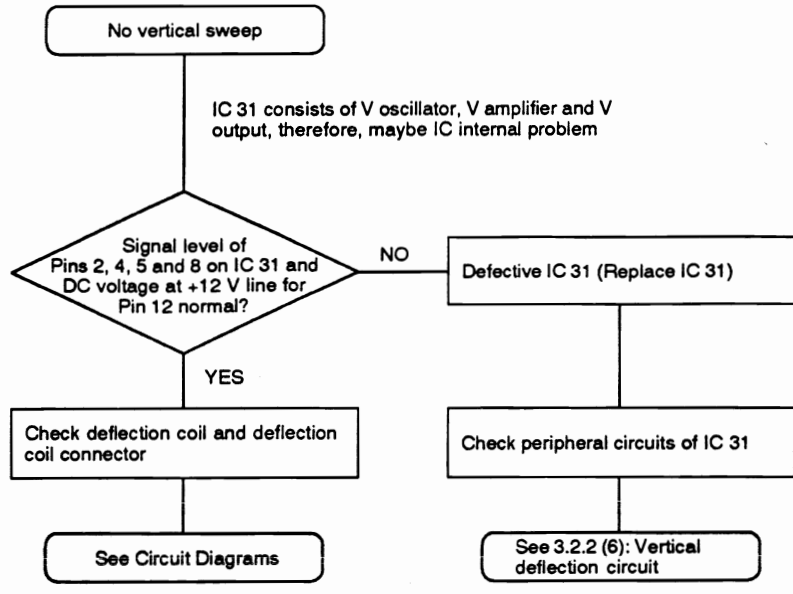 No vertical sweep
IC 31 consists of V oscillator, V amplifier and V
output, therefore, maybe IC internal problem
Signal level of
Pins 2, 4, 5 and 8 on IC 31 and
DC voltage at +12 V line for
Pin 12 normal?
NO
Defective IC 31 (Replace IC 31)
YES
Check deflection coil and deflection
coil connector
Check peripheral circuits of IC 31
See Circuit Diagrams
See 3.2.2 (6): Vertical
deflection circuit